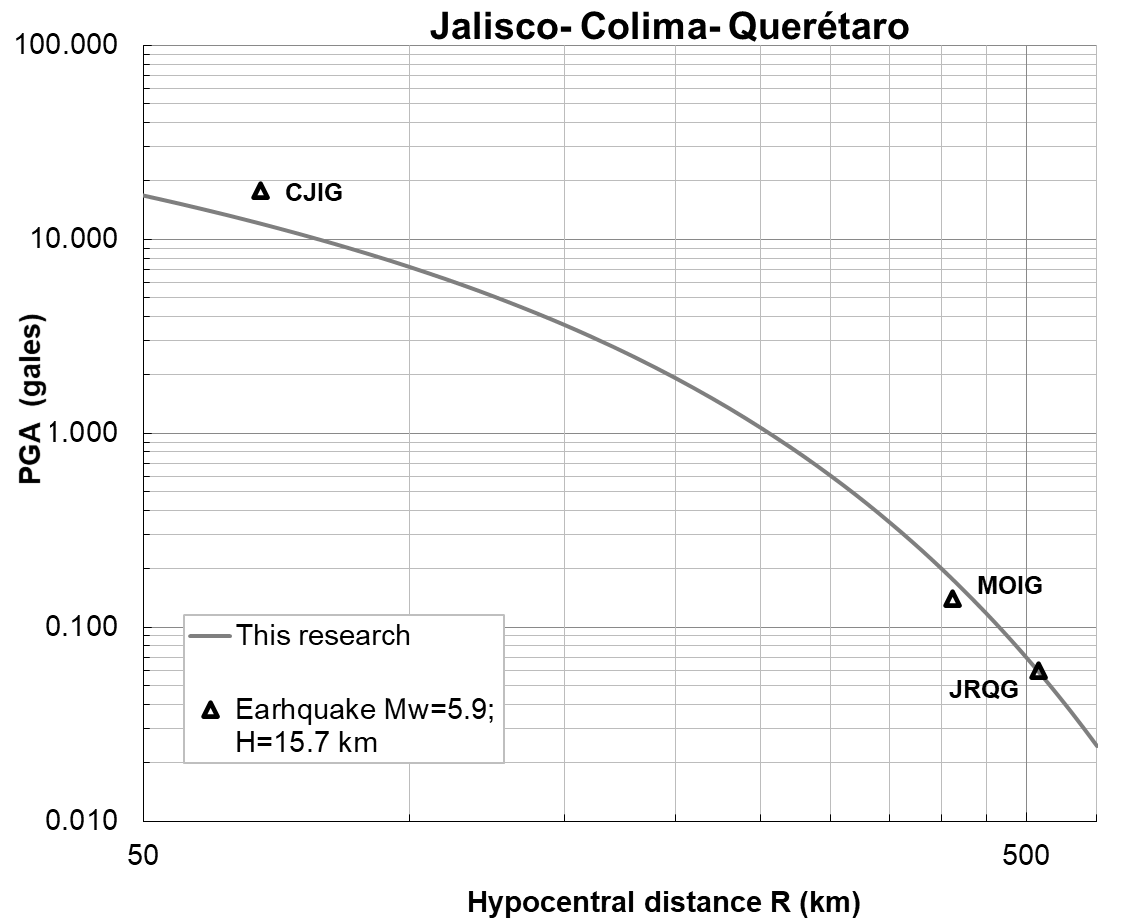 Jalisco- Colima- Querétaro
100.000
10.000
1.000
0.100
0.010
PGA (gales)
CJIG
MOIG
JRQG
This research
Earhquake Mw=5.9;
H=15.7 km
50
500
Hypocentral distance R (km)